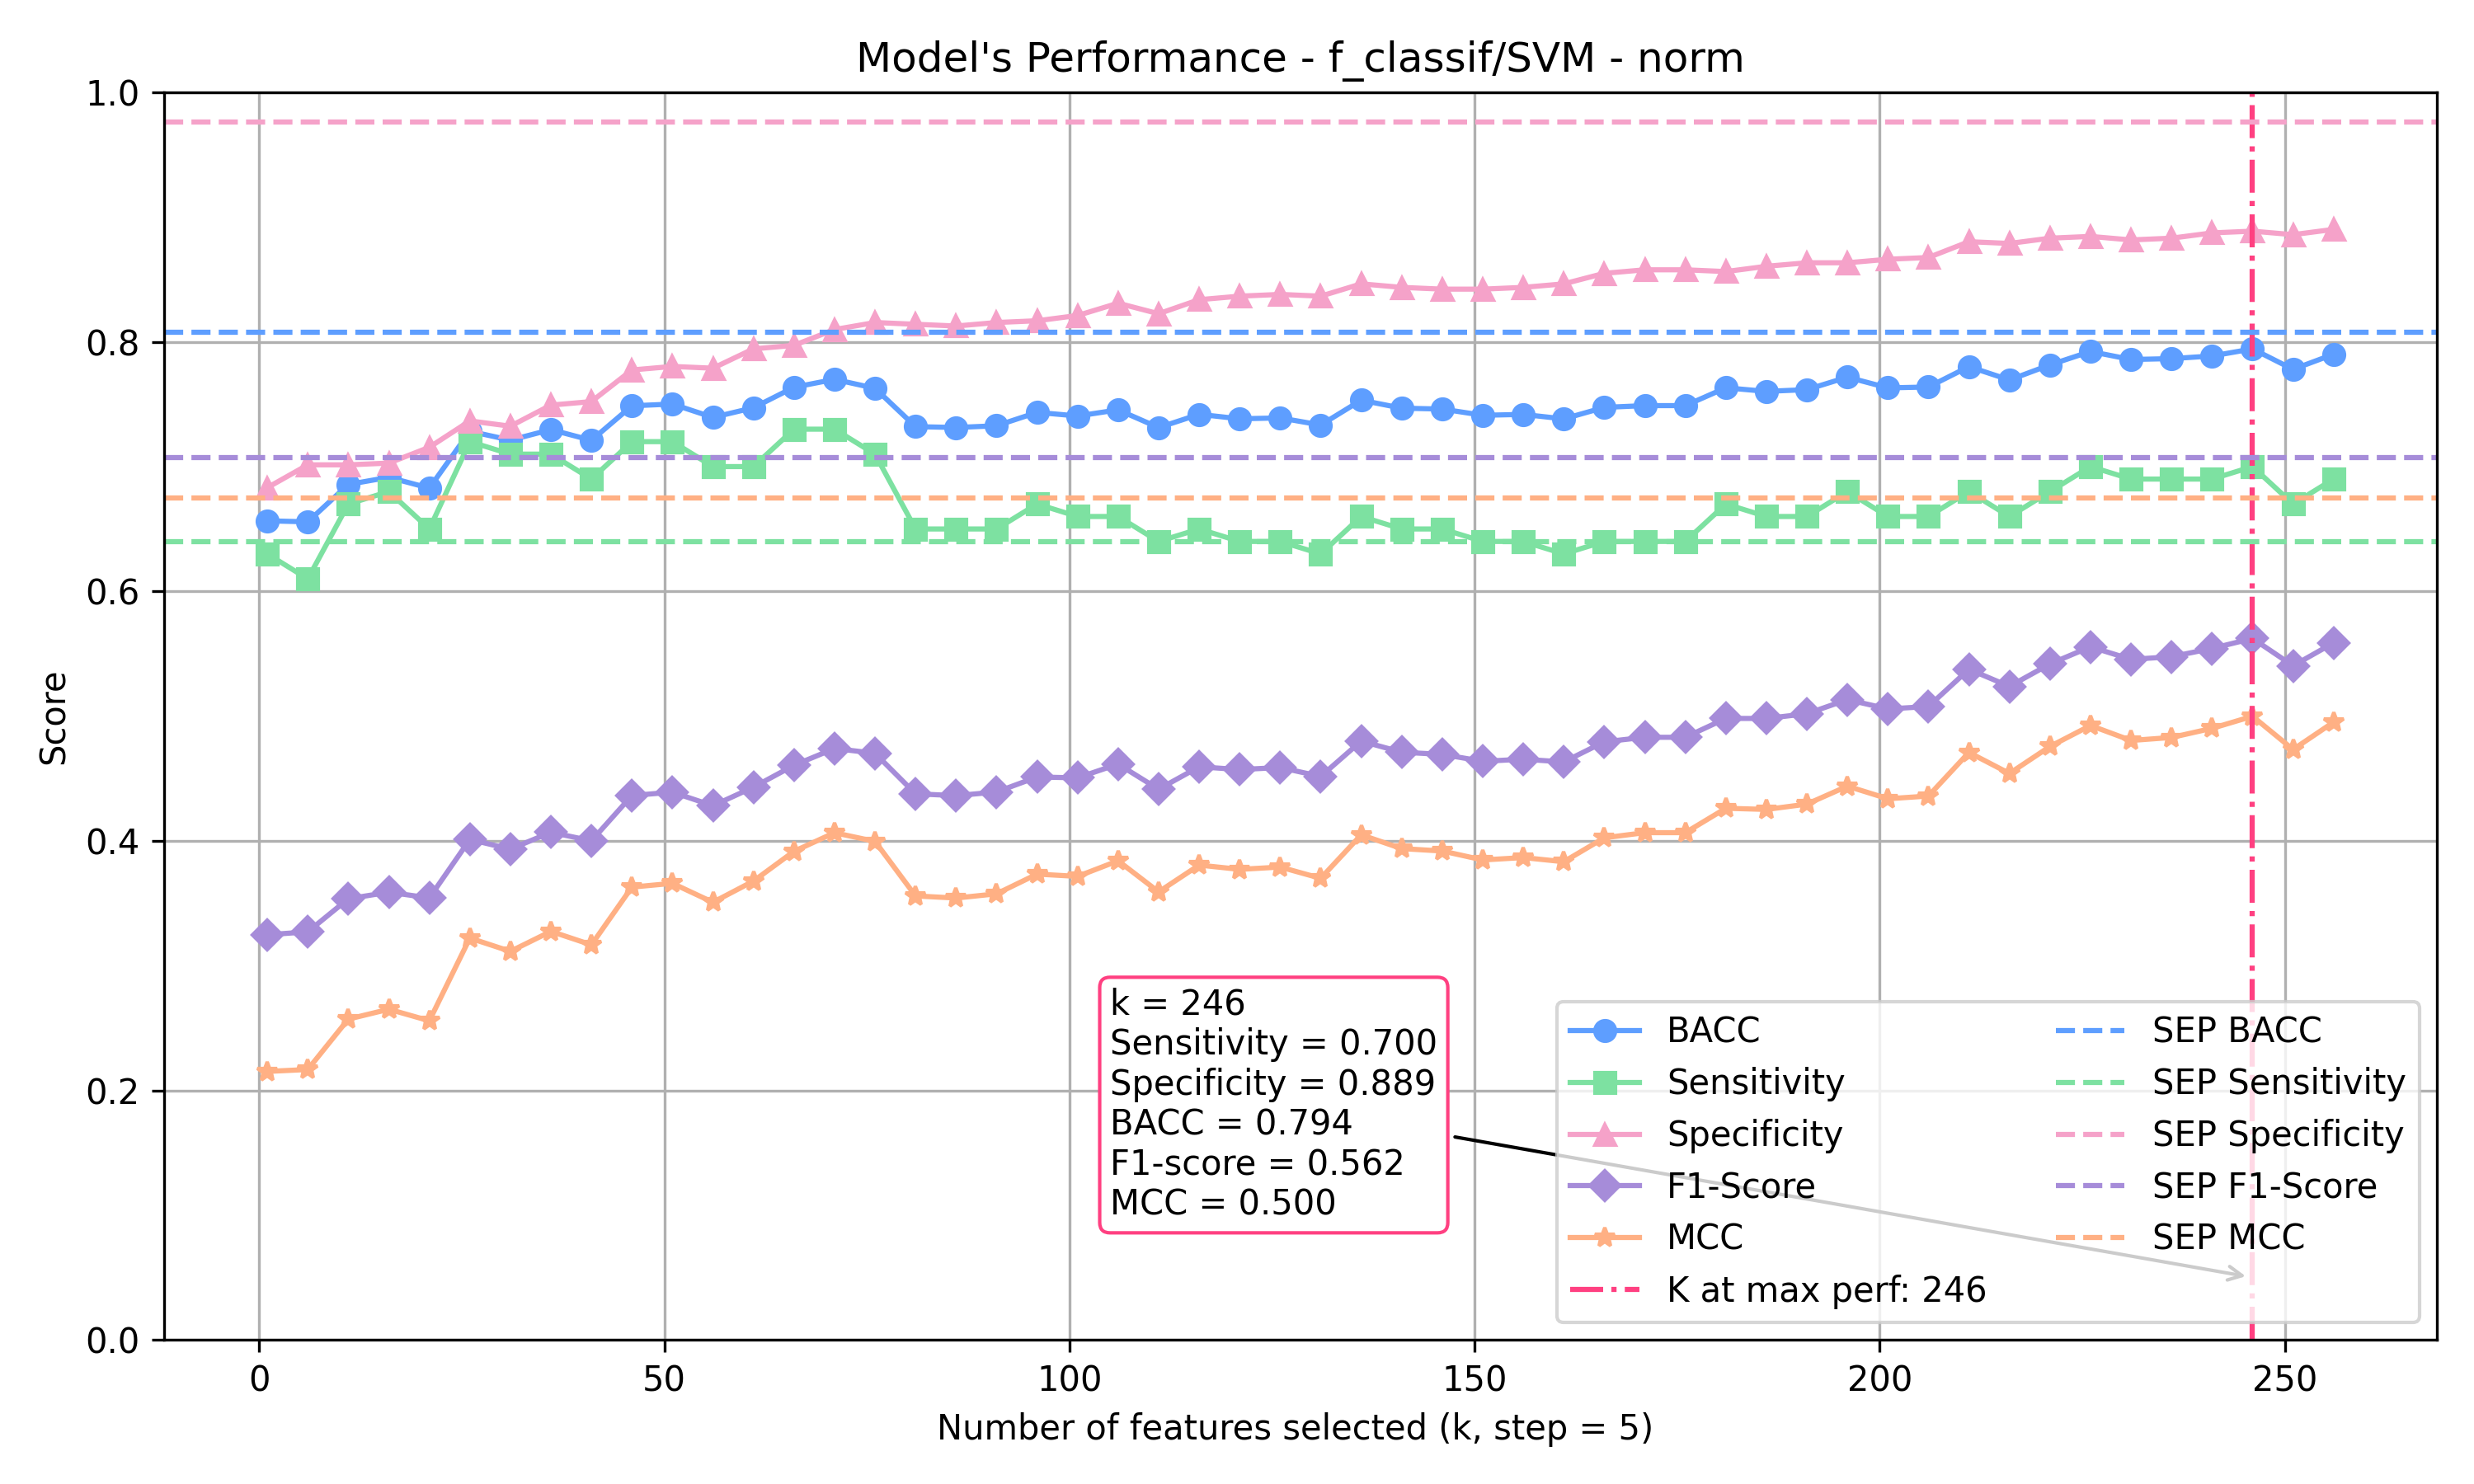 Model's Performance - f_classif/SVM - norm
1.0
0.8
0.6
0.4
0.2
0.0
Score
k = 246
Sensitivity = 0.700
Specificity = 0.889
BACC = 0.794
F1-score = 0.562
MCC = 0.500
BACC
Sensitivity
Specificity
F1-Score
MCC
K at max perf: 246
SEP BACC
SEP Sensitivity
SEP Specificity
SEP F1-Score
SEP MCC
0 50 100 150 200 250
Number of features selected (k, step = 5)